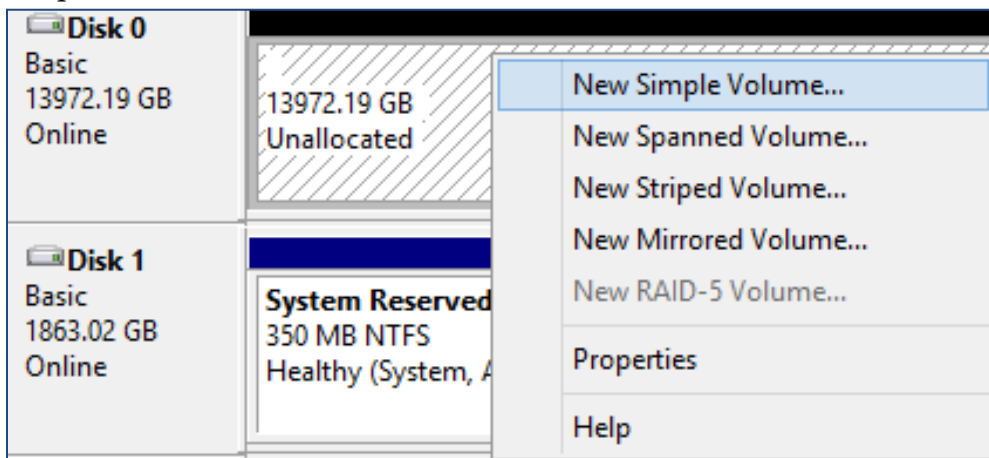 Disk 0
Basic
13972.19 GB
Online
13972.19 GB
Unallocated
New Simple Volume...
New Spanned Volume...
New Striped Volume...
New Mirrored Volume...
New RAID-5 Volume...
Properties
Help
Disk 1
Basic
1863.02 GB
Online
System Reserved
350 MB NTFS
Healthy (System,